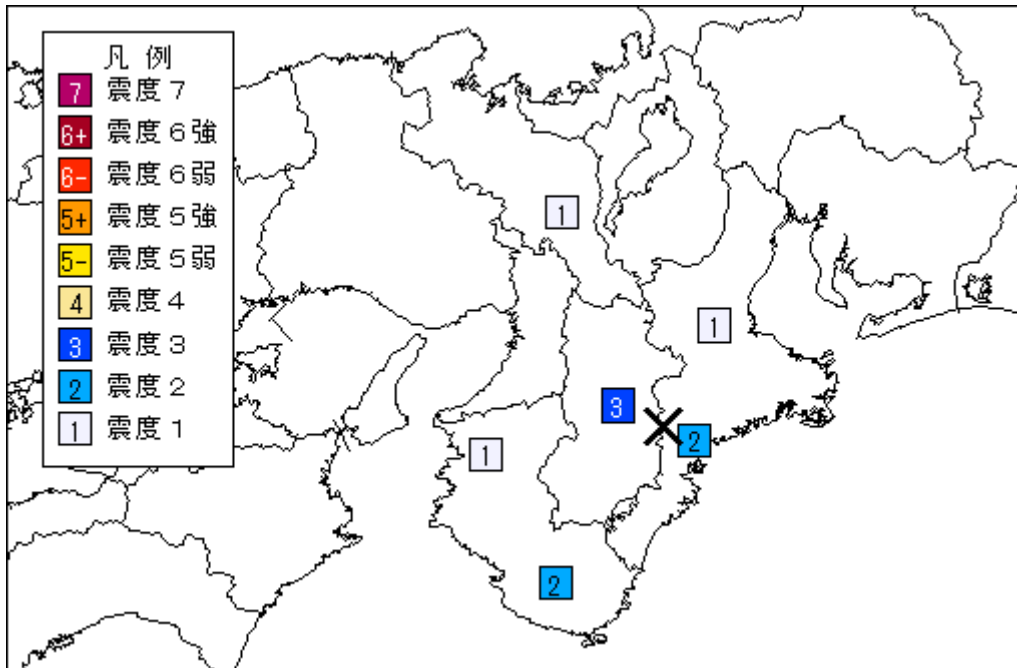 凡 例
7 震度７
6+ 震度６強
6- 震度６弱
5+ 震度５強
5- 震度５弱
4 震度４
3 震度３
2 震度２
1 震度１
1
1
3
2
1
2